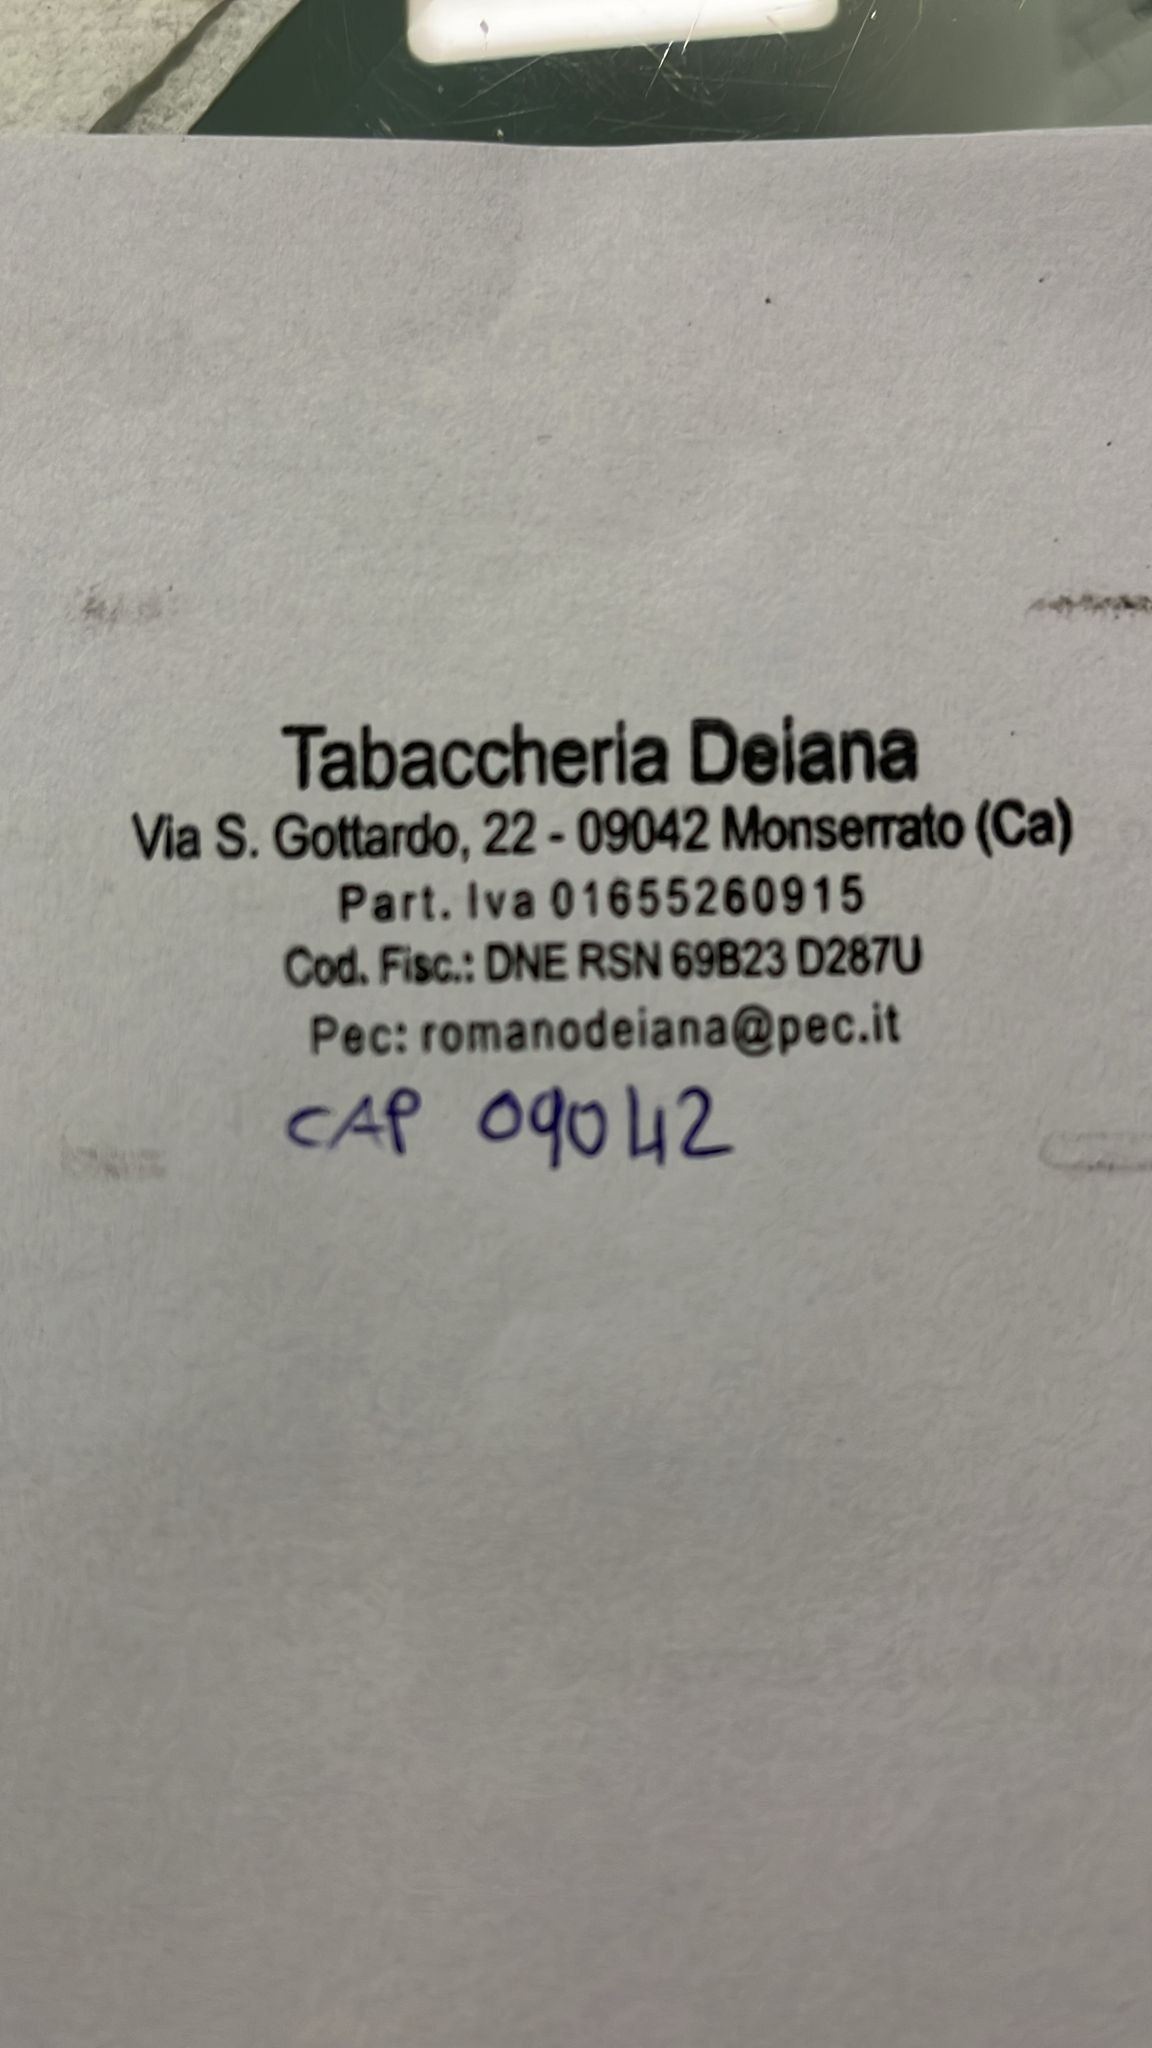 Tabaccheria Deiana
Via S. Gottardo, 22 - 09042 Monserrato (Ca)
Part. Iva 01655260915
Cod. Fisc.: DNE RSN 69B23 D287U
Pec: romanodeiana@pec.it
CAP 09042